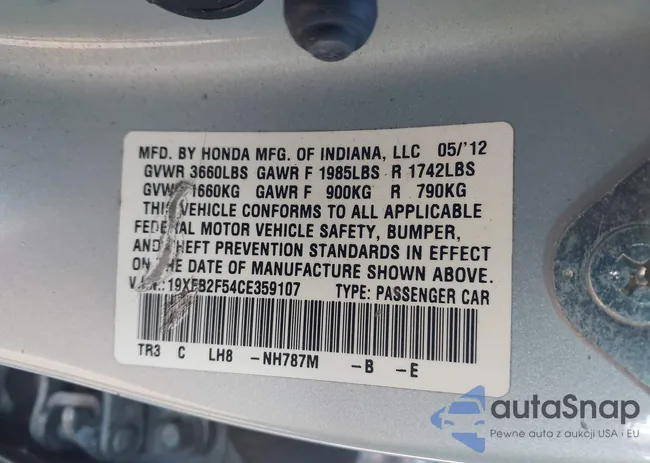 MFD. BY HONDA MFG. OF INDIANA, LLC 05/'12
GVWR 3660LBS GAWR F 1985LBS R 1742LBS
GVWR 1660KG GAWR F 900KG R 790KG
THIS VEHICLE CONFORMS TO ALL APPLICABLE
FEDERAL MOTOR VEHICLE SAFETY, BUMPER,
AND THEFT PREVENTION STANDARDS IN EFFECT
ON THE DATE OF MANUFACTURE SHOWN ABOVE.
V.I.N.:19XFB2F54CE359107 TYPE: PASSENGER CAR
TR3 C LH8 -NH787M -B -E
autoSnap
Pewne auta z aukcji USA i EU